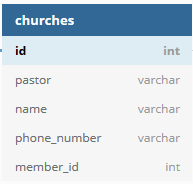 churches
id int
pastor varchar
name varchar
phone_number varchar
member_id int